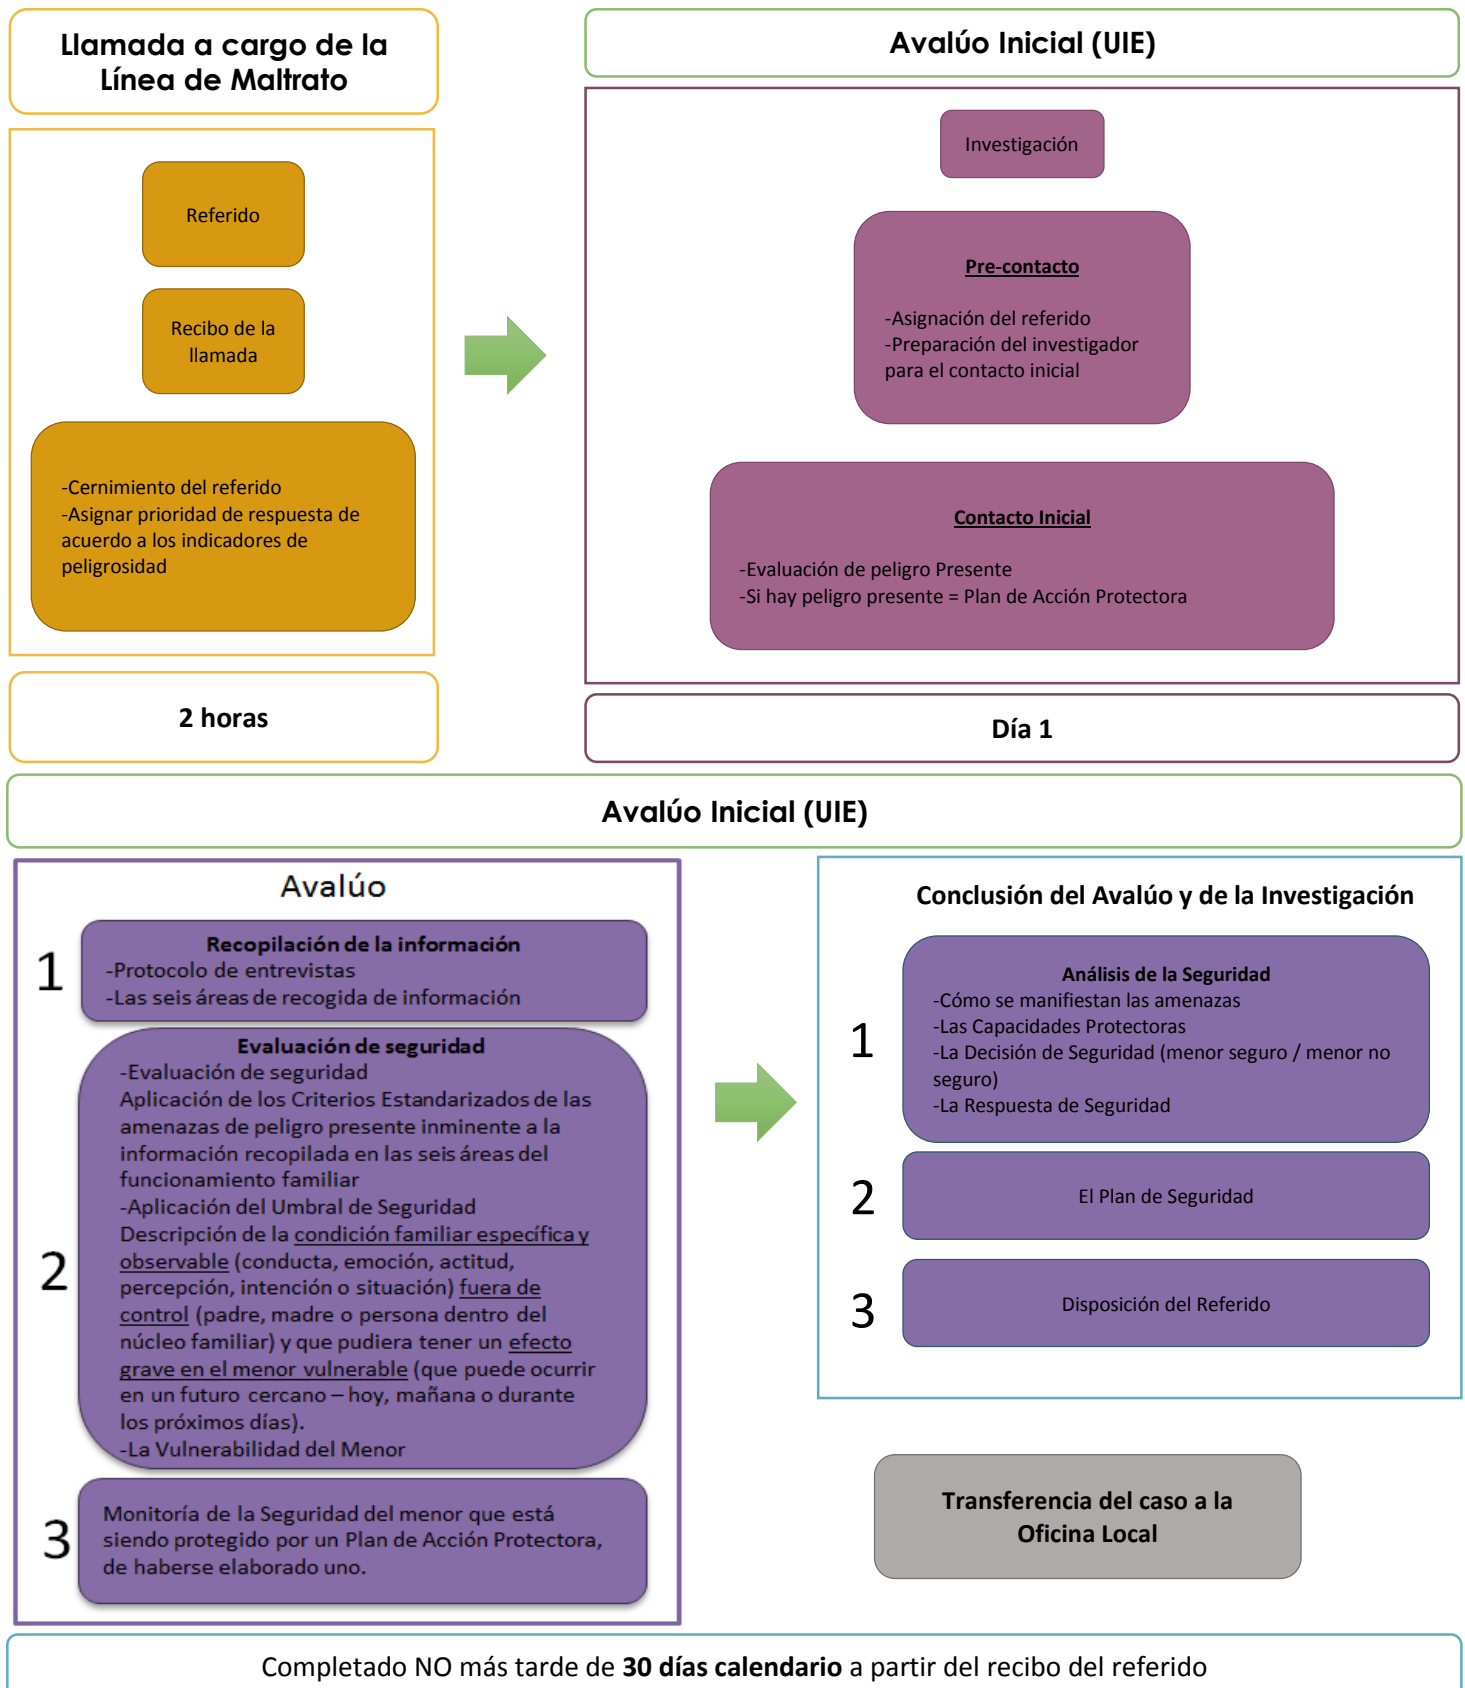 Llamada a cargo de la
Línea de Maltrato
Referido
Recibo de la
llamada
-Cernimiento del referido
-Asignar prioridad de respuesta de
acuerdo a los indicadores de
peligrosidad
2 horas
Avalúo Inicial (UIE)
Investigación
Pre-contacto
-Asignación del referido
-Preparación del investigador
para el contacto inicial
Contacto Inicial
-Evaluación de peligro Presente
-Si hay peligro presente = Plan de Acción Protectora
Día 1
Avalúo Inicial (UIE)
Avalúo
1
Recopilación de la información
-Protocolo de entrevistas
-Las seis áreas de recogida de información
2
Evaluación de seguridad
-Evaluación de seguridad
Aplicación de los Criterios Estandarizados de las
amenazas de peligro presente inminente a la
información recopilada en las seis áreas del
funcionamiento familiar
-Aplicación del Umbral de Seguridad
Descripción de la condición familiar específica y
observable (conducta, emoción, actitud,
percepción, intención o situación) fuera de
control (padre, madre o persona dentro del
núcleo familiar) y que pudiera tener un efecto
grave en el menor vulnerable (que puede ocurrir
en un futuro cercano – hoy, mañana o durante
los próximos días).
-La Vulnerabilidad del Menor
3
Monitoría de la Seguridad del menor que está
siendo protegido por un Plan de Acción Protectora,
de haberse elaborado uno.
Conclusión del Avalúo y de la Investigación
1
Análisis de la Seguridad
-Cómo se manifiestan las amenazas
-Las Capacidades Protectoras
-La Decisión de Seguridad (menor seguro / menor no
seguro)
-La Respuesta de Seguridad
2
El Plan de Seguridad
3
Disposición del Referido
Transferencia del caso a la
Oficina Local
Completado NO más tarde de 30 días calendario a partir del recibo del referido